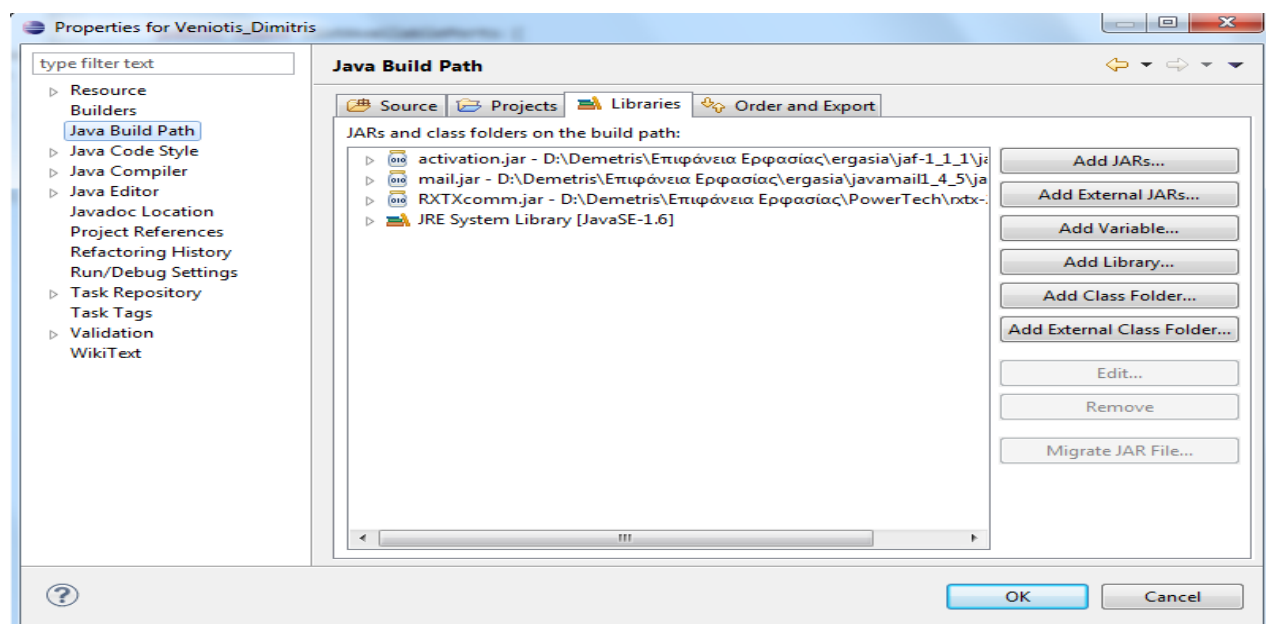 Properties for Veniotis_Dimitris
type filter text
Resource
Builders
Java Build Path
Java Code Style
Java Compiler
Java Editor
Javadoc Location
Project References
Refactoring History
Run/Debug Settings
Task Repository
Task Tags
Validation
WikiText
Java Build Path
Source
Projects
Libraries
Order and Export
JARs and class folders on the build path:
activation.jar - D:\Demetris\Επιφάνεια Ερφασίας\ergasia\jaf-1_1_1\ja
mail.jar - D:\Demetris\Επιφάνεια Ερφασίας\ergasia\javamail1_4_5\ja
RXTXcomm.jar - D:\Demetris\Επιφάνεια Ερφασίας\PowerTech\rxtx-
JRE System Library [JavaSE-1.6]
Add JARs...
Add External JARs...
Add Variable...
Add Library...
Add Class Folder...
Add External Class Folder...
Edit...
Remove
Migrate JAR File...
OK
Cancel